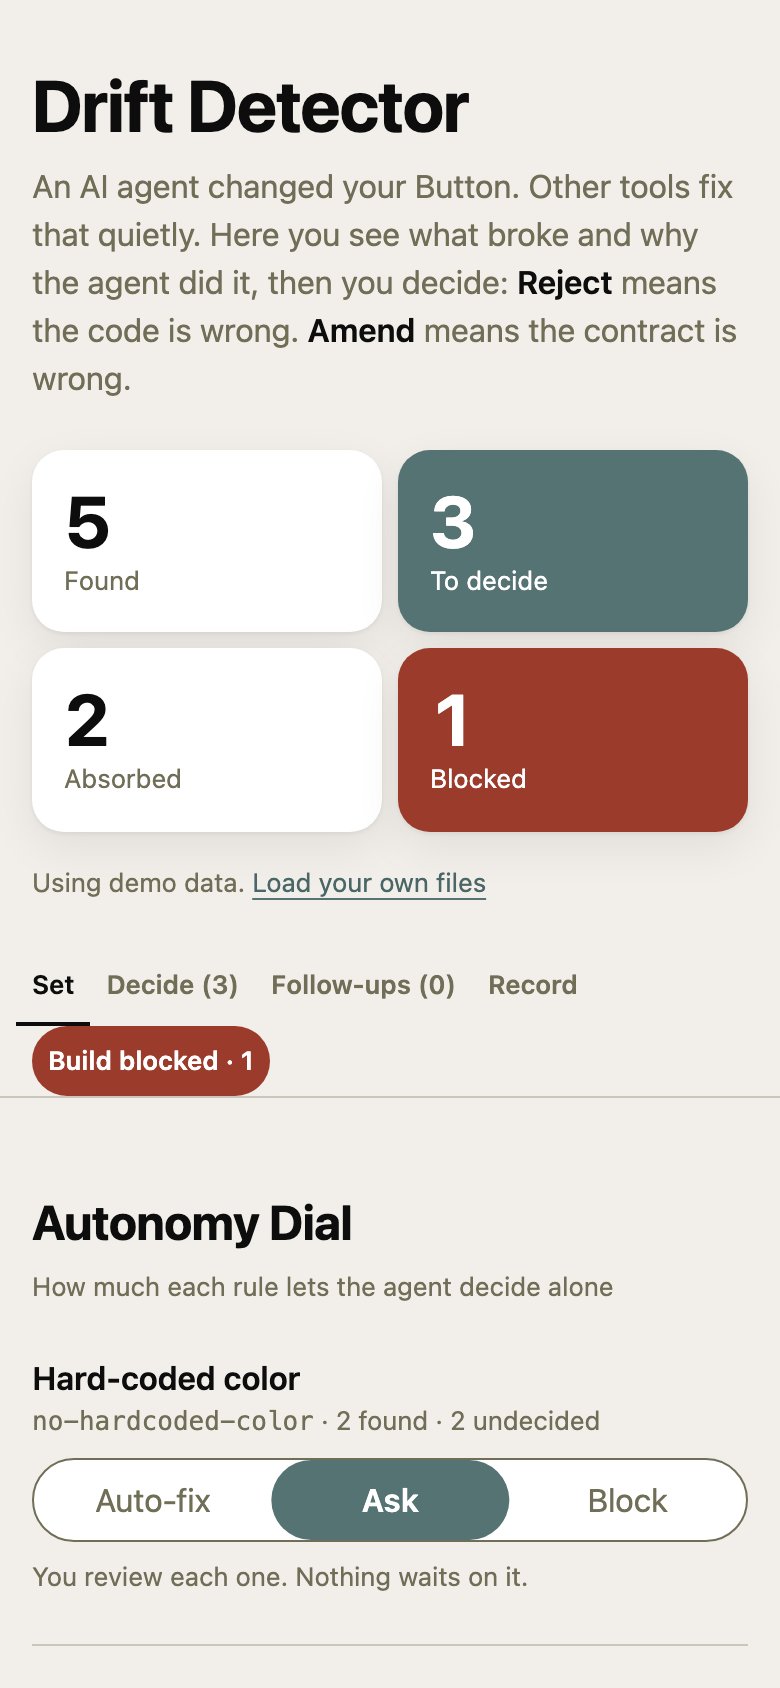 Drift Detector
An AI agent changed your Button. Other tools fix
that quietly. Here you see what broke and why
the agent did it, then you decide: Reject means
the code is wrong. Amend means the contract is
wrong.
5
Found
3
To decide
2
Absorbed
1
Blocked
Using demo data. Load your own files
Set Decide (3) Follow-ups (0) Record
Build blocked · 1
Autonomy Dial
How much each rule lets the agent decide alone
Hard-coded color
no-hardcoded-color · 2 found · 2 undecided
Auto-fix Ask Block
You review each one. Nothing waits on it.